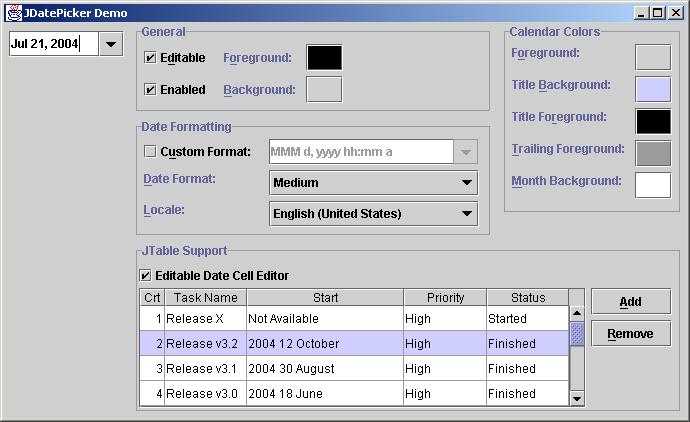 JDatePicker Demo
Jul 21, 2004
General
Editable Foreground:
Enabled Background:
Date Formatting
Custom Format: MMM d, yyyy hh:mm a
Date Format: Medium
Locale: English (United States)
Calendar Colors
Foreground:
Title Background:
Title Foreground:
Trailing Foreground:
Month Background:
JTable Support
Editable Date Cell Editor
Crt Task Name Start Priority Status
1 Release X Not Available High Started
2 Release v3.2 2004 12 October High Finished
3 Release v3.1 2004 30 August High Finished
4 Release v3.0 2004 18 June High Finished
Add
Remove